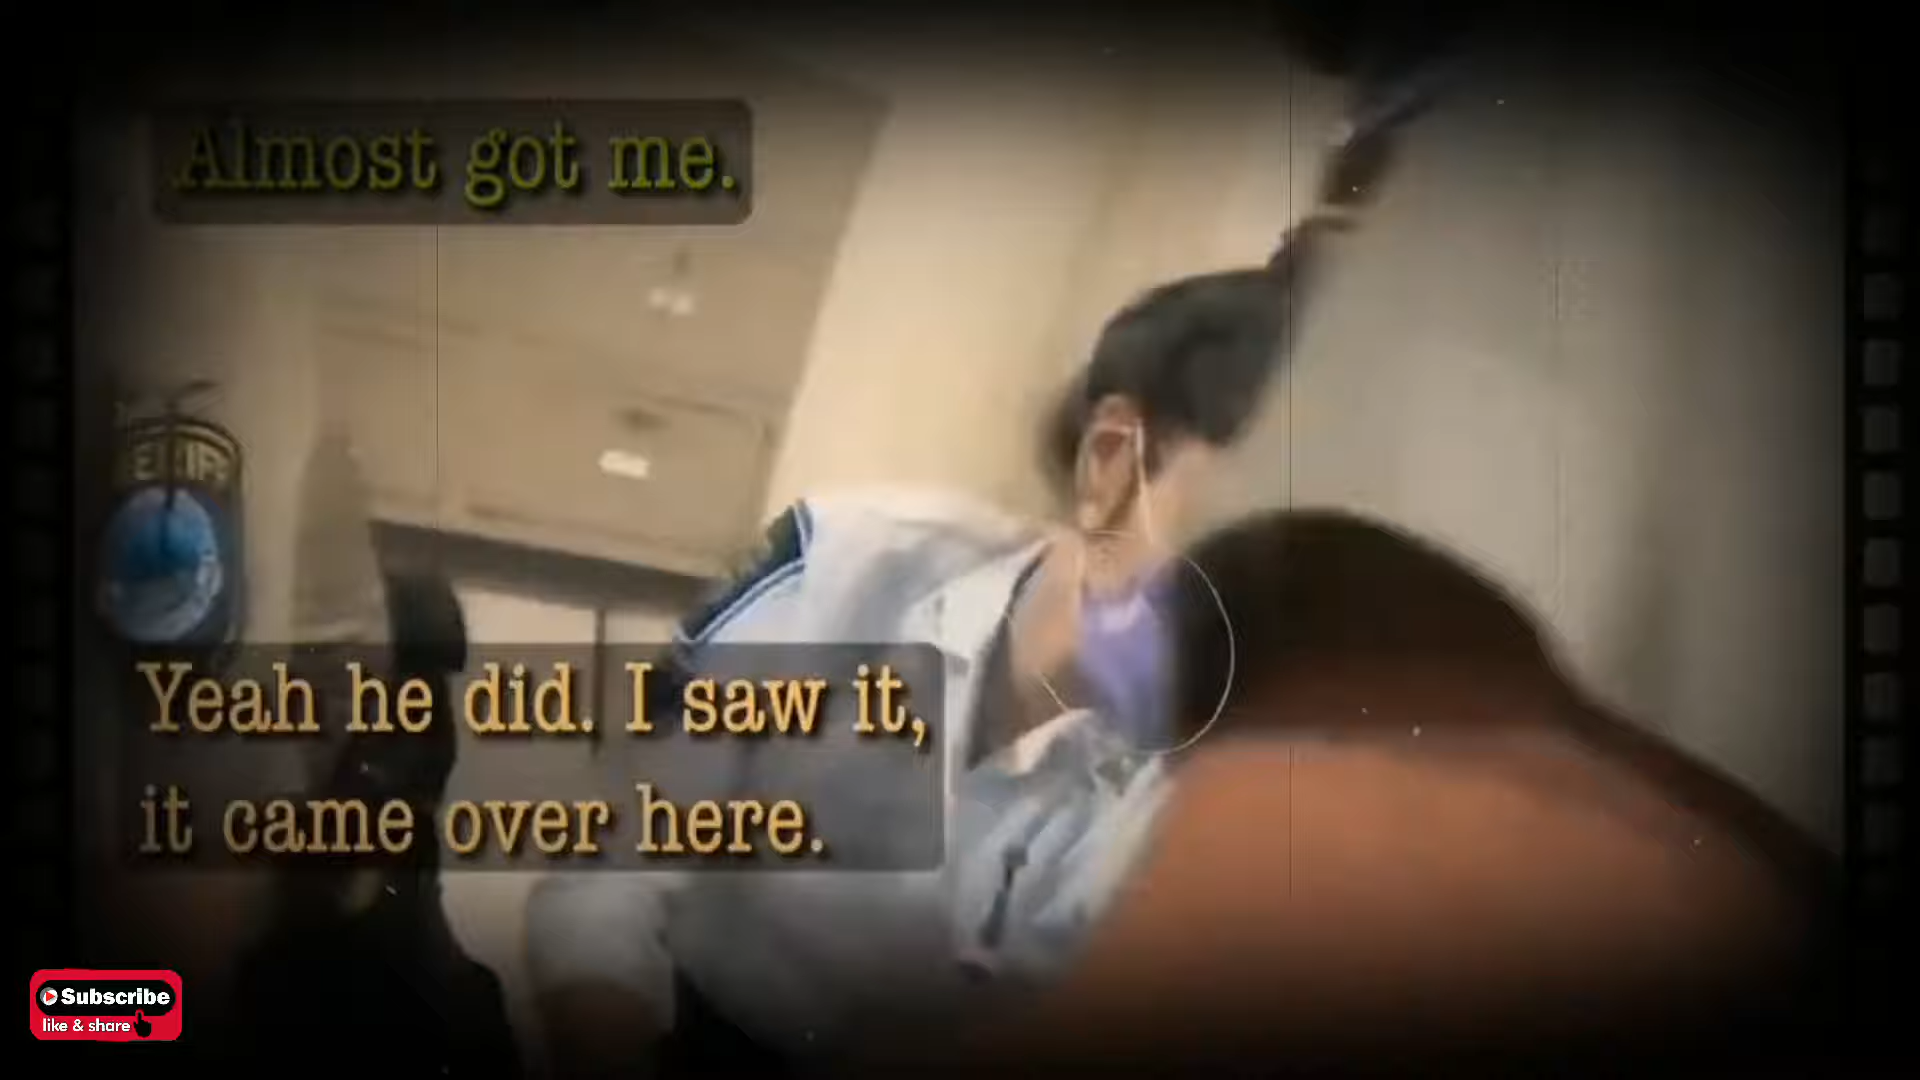 Almost got me.
Yeah he did. I saw it,
it came over here.
Subscribe
like & share